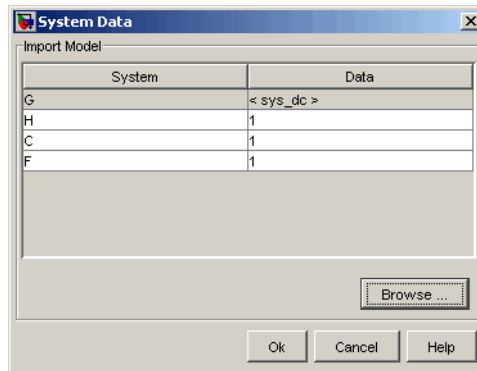 System Data
Import Model
System Data
G < sys_dc >
H 1
C 1
F 1
Browse ...
Ok Cancel Help